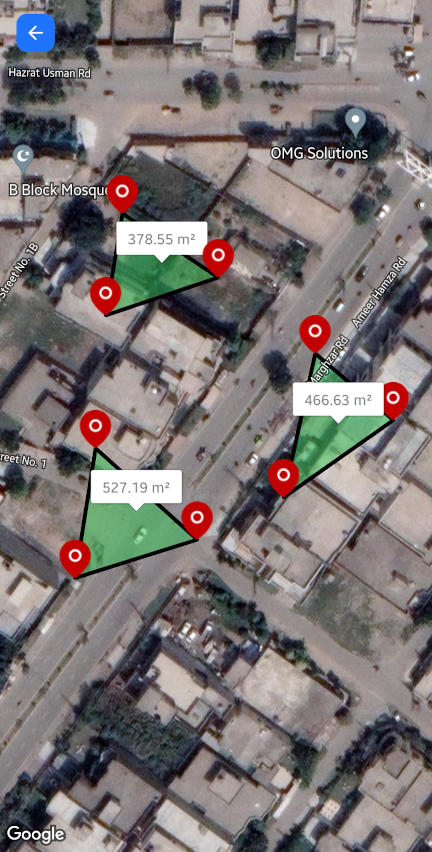 Hazrat Usman Rd
OMG Solutions
B Block Mosque
378.55 m²
Street No. 1B
Ameer Hamza Rd
Marghzar Rd
466.63 m²
reet No. 1
527.19 m²
Google